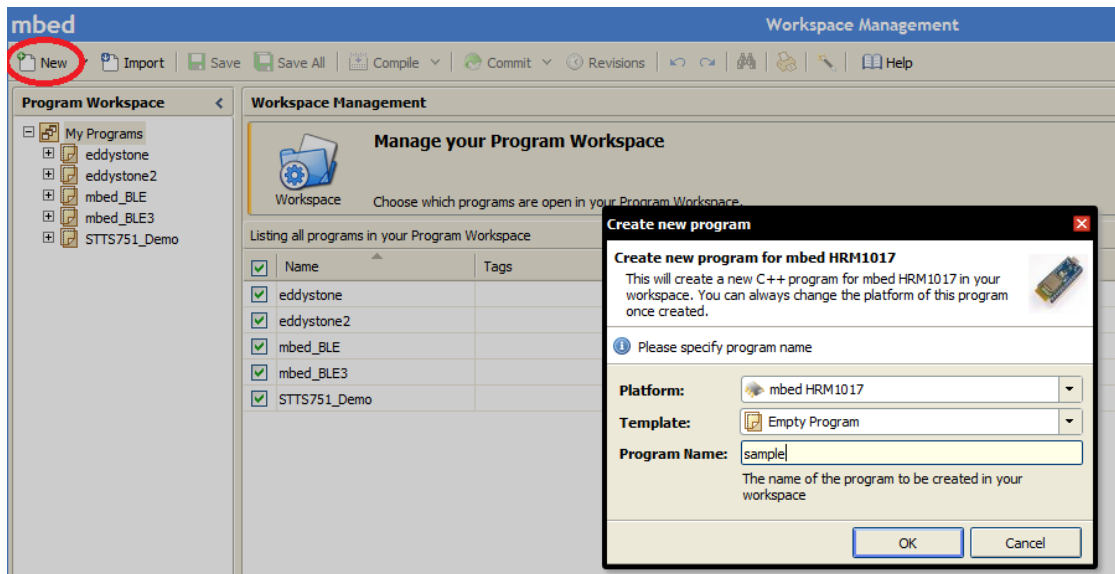 mbed
Workspace Management
New Import Save Save All Compile Commit Revisions Help
Program Workspace
My Programs
eddystone
eddystone2
mbed_BLE
mbed_BLE3
STTS751_Demo
Workspace Management
Manage your Program Workspace
Workspace
Choose which programs are open in your Program Workspace.
Listing all programs in your Program Workspace
Name Tags
eddystone
eddystone2
mbed_BLE
mbed_BLE3
STTS751_Demo
Create new program
Create new program for mbed HRM1017
This will create a new C++ program for mbed HRM1017 in your
workspace. You can always change the platform of this program
once created.
Please specify program name
Platform: mbed HRM1017
Template: Empty Program
Program Name: sample
The name of the program to be created in your
workspace
OK Cancel